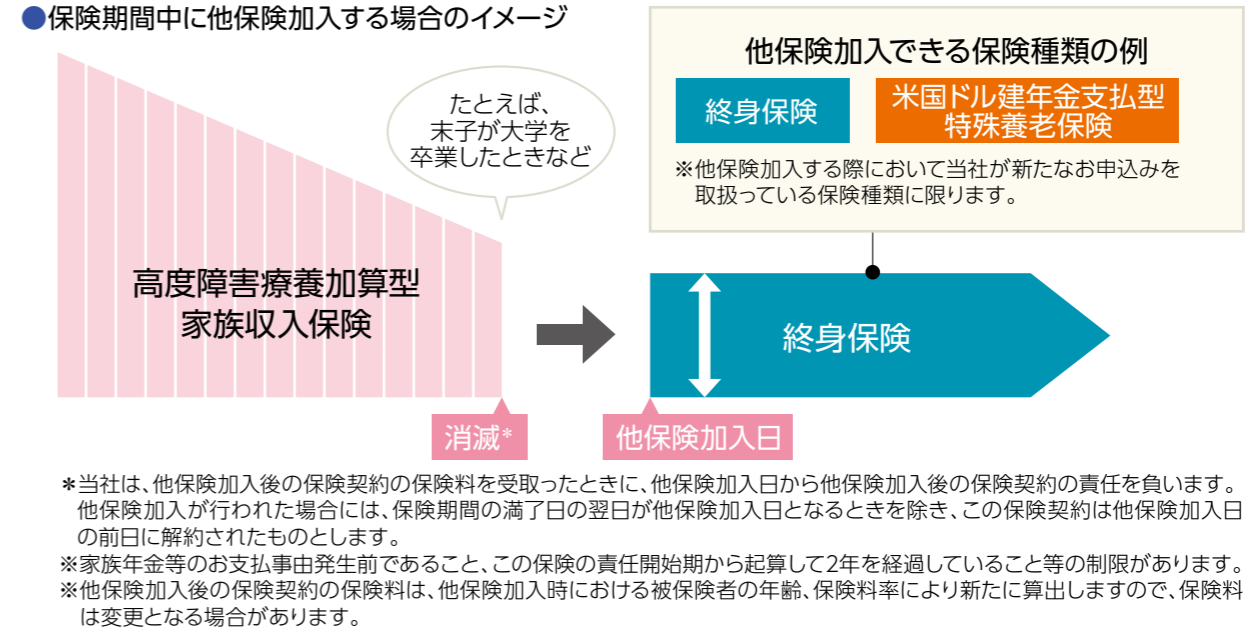 ●保険期間中に他保険加入する場合のイメージ
たとえば、
末子が大学を
卒業したときなど
高度障害療養加算型
家族収入保険
消滅*
他保険加入できる保険種類の例
終身保険
米国ドル建年金支払型
特殊養老保険
※他保険加入する際において当社が新たなお申込みを
取扱っている保険種類に限ります。
終身保険
他保険加入日
*当社は、他保険加入後の保険契約の保険料を受取ったときに、他保険加入日から他保険加入後の保険契約の責任を負います。
他保険加入が行われた場合には、保険期間の満了日の翌日が他保険加入日となるときを除き、この保険契約は他保険加入日
の前日に解約されたものとします。
※家族年金等のお支払事由発生前であること、この保険の責任開始期から起算して2年を経過していること等の制限があります。
※他保険加入後の保険契約の保険料は、他保険加入時における被保険者の年齢、保険料率により新たに算出しますので、保険料
は変更となる場合があります。